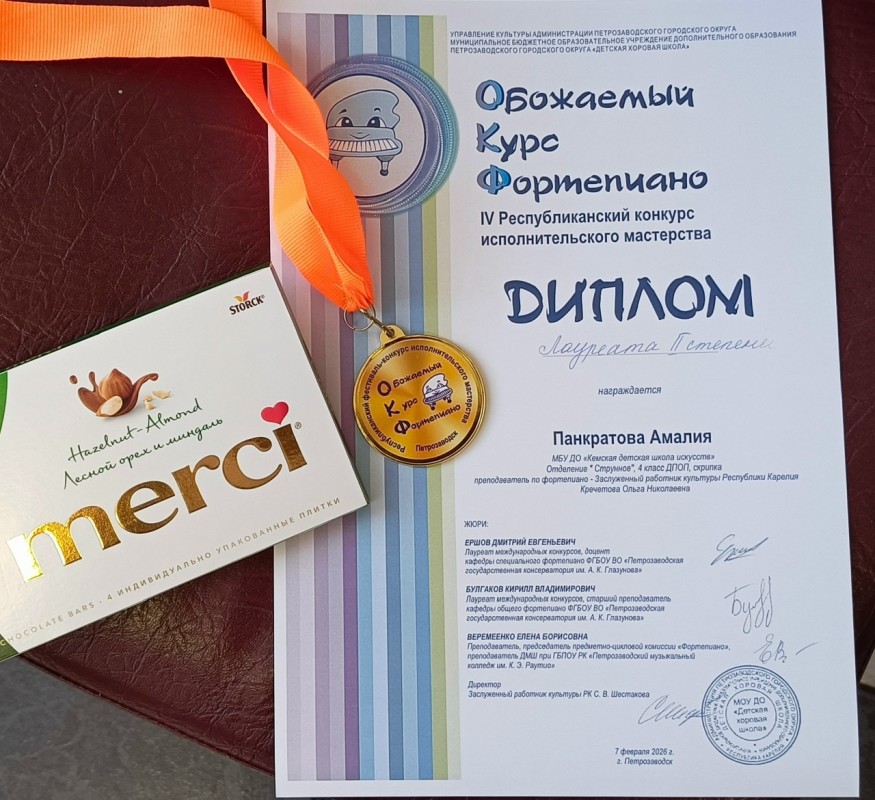 УПРАВЛЕНИЕ КУЛЬТУРЫ АДМИНИСТРАЦИИ ПЕТРОЗАВОДСКОГО ГОРОДСКОГО ОКРУГА
МУНИЦИПАЛЬНОЕ БЮДЖЕТНОЕ ОБРАЗОВАТЕЛЬНОЕ УЧРЕЖДЕНИЕ ДОПОЛНИТЕЛЬНОГО ОБРАЗОВАНИЯ
ПЕТРОЗАВОДСКОГО ГОРОДСКОГО ОКРУГА «ДЕТСКАЯ ХОРОВАЯ ШКОЛА»
Обожаемый
Курс
Фортепиано
IV Республиканский конкурс
исполнительского мастерства
ДИПЛОМ
Лауреата II степени
награждается
Панкратова Амалия
МБУ ДО «Кемская детская школа искусств»
Отделение " Струнное", 4 класс ДПОП, скрипка
преподаватель по фортепиано - Заслуженный работник культуры Республики Карелия
Кречетова Ольга Николаевна
ЖЮРИ:
ЕРШОВ ДМИТРИЙ ЕВГЕНЬЕВИЧ
Лауреат международных конкурсов, доцент
кафедры специального фортепиано ФГБОУ ВО «Петрозаводская
государственная консерватория им. А. К. Глазунова»
БУЛГАКОВ КИРИЛЛ ВЛАДИМИРОВИЧ
Лауреат международных конкурсов, старший преподаватель
кафедры общего фортепиано ФГБОУ ВО «Петрозаводская
государственная консерватория им. А. К. Глазунова»
ВЕРЕМЕЕНКО ЕЛЕНА БОРИСОВНА
Преподаватель, председатель предметно-цикловой комиссии «Фортепиано»,
преподаватель ДМШ при ГБПОУ РК «Петрозаводский музыкальный
колледж им. К. Э. Раутио»
Директор
Заслуженный работник культуры РК С. В. Шестакова
МОУ ДО
«Детская
хоровая
школа»
7 февраля 2026 г.
г. Петрозаводск
Республиканский фестиваль-конкурс исполнительского мастерства
Обожаемый
Курс
Фортепиано
Петрозаводск
STORCK®
Hazelnut-Almond
Лесной орех и миндаль
merci®
CHOCOLATE BARS - 4 ИНДИВИДУАЛЬНО УПАКОВАННЫЕ ПЛИТКИ